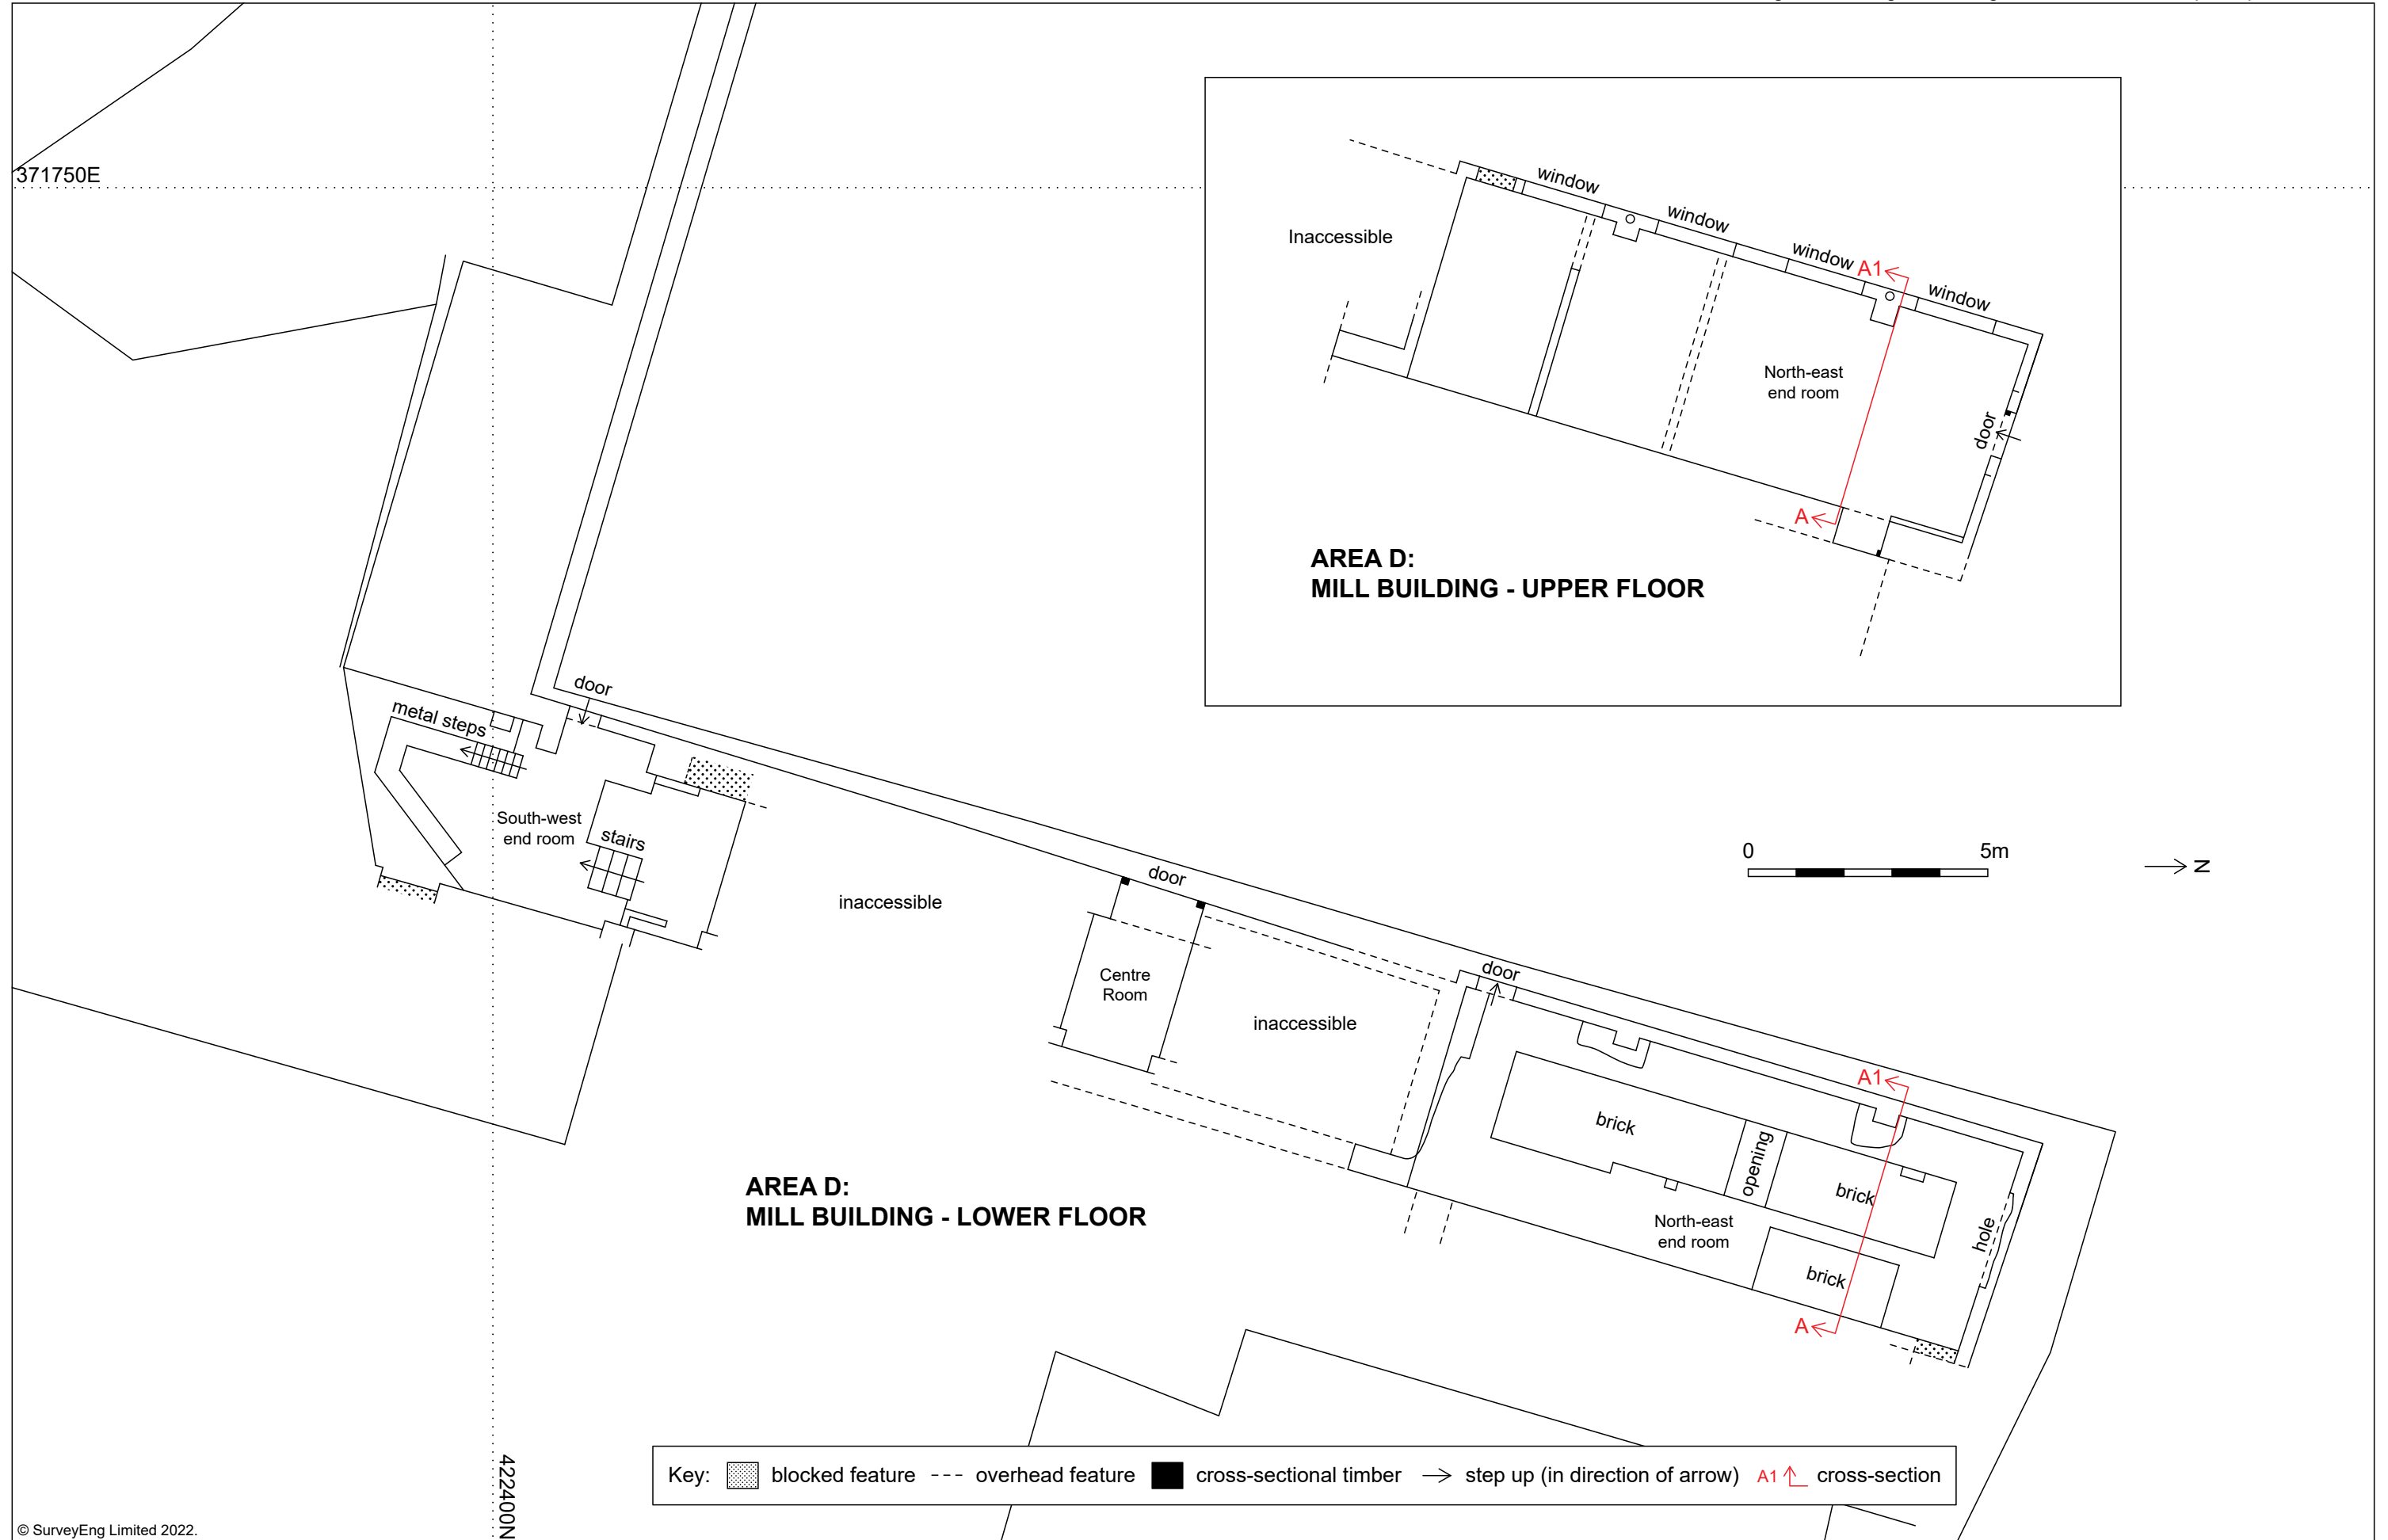 371750E
window
window
window
A1
window
Inaccessible
North-east
end room
door
A
AREA D:
MILL BUILDING - UPPER FLOOR
door
metal steps
South-west
end room
stairs
0
5m
N
inaccessible
door
Centre
Room
inaccessible
door
A1
brick
opening
brick
North-east
end room
hole
brick
A
AREA D:
MILL BUILDING - LOWER FLOOR
Key: blocked feature overhead feature cross-sectional timber step up (in direction of arrow) A1 cross-section
422400N
© SurveyEng Limited 2022.